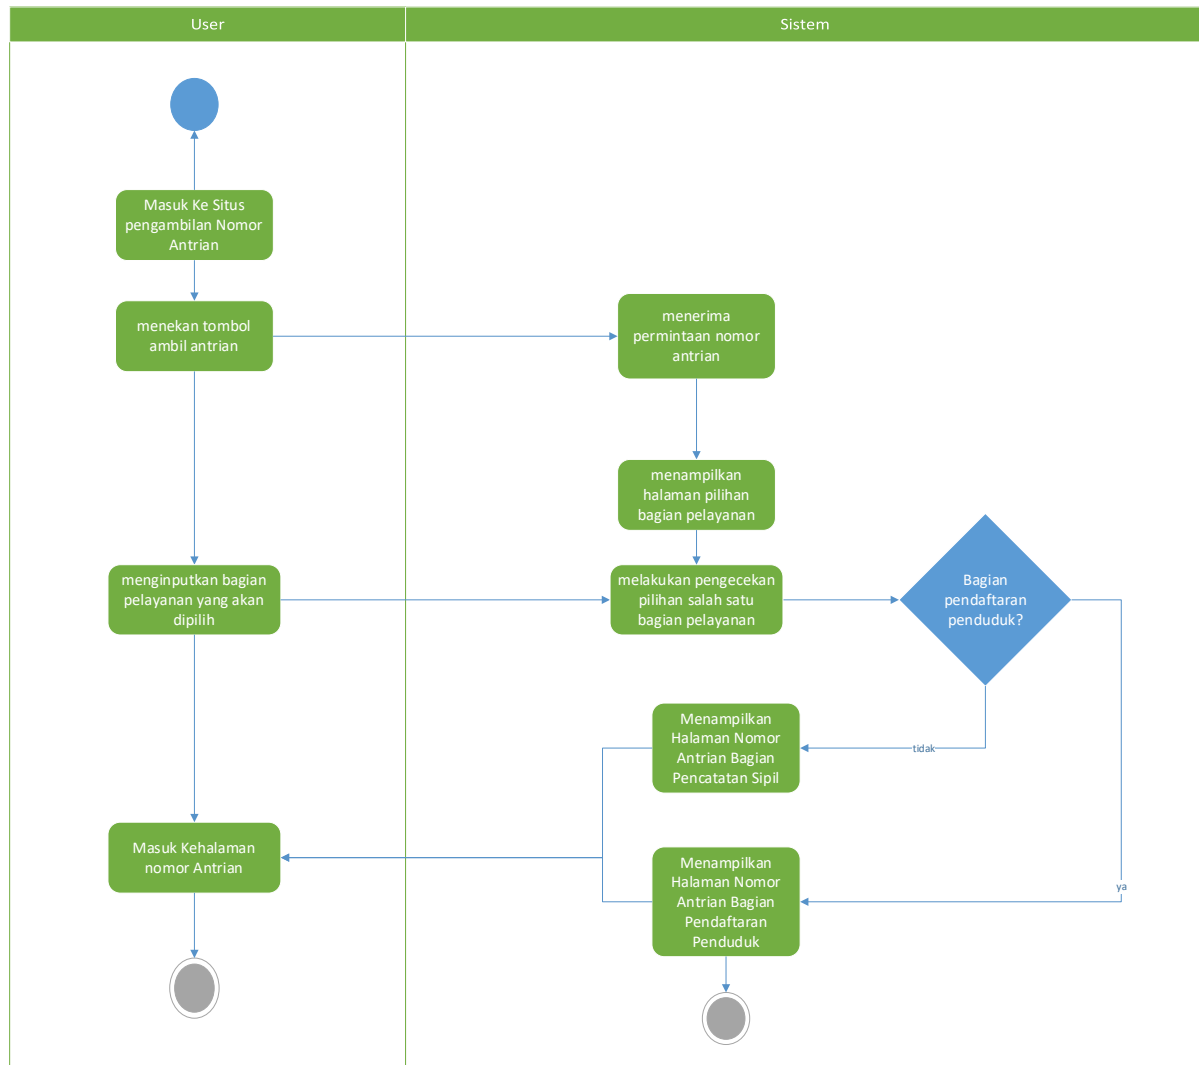 User
Sistem
Masuk Ke Situs
pengambilan Nomor
Antrian
menekan tombol
ambil antrian
menerima
permintaan nomor
antrian
menampilkan
halaman pilihan
bagian pelayanan
menginputkan bagian
pelayanan yang akan
dipilih
melakukan pengecekan
pilihan salah satu
bagian pelayanan
Bagian
pendaftaran
penduduk?
Menampilkan
Halaman Nomor
Antrian Bagian
Pencatatan Sipil
tidak
Masuk Kehalaman
nomor Antrian
Menampilkan
Halaman Nomor
Antrian Bagian
Pendaftaran
Penduduk
ya